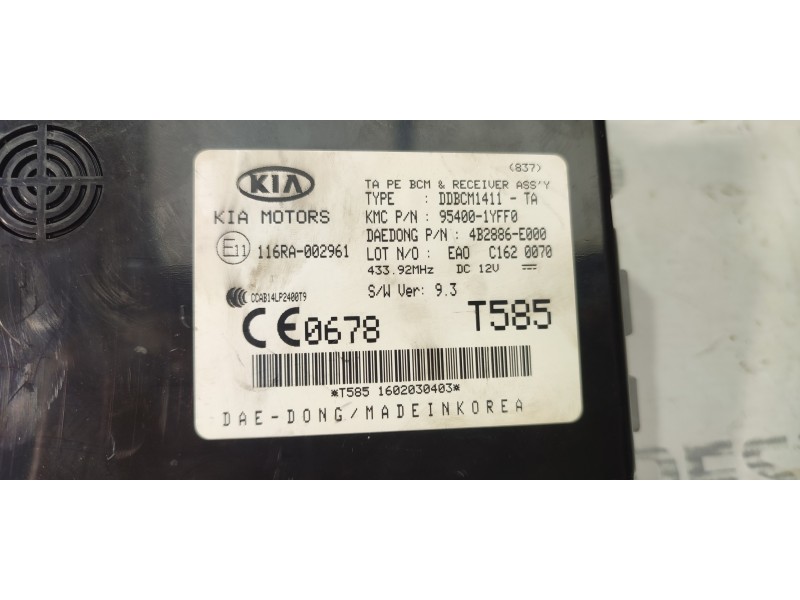 (837)
KIA
TA PE BCM & RECEIVER ASS'Y
TYPE : DDBCM1411 - TA
KIA MOTORS
KMC P/N : 95400-1YFF0
DAEDONG P/N : 4B2886-E000
E11 116RA-002961
LOT N/O : EAO C162 0070
433.92MHz DC 12V
CCAB14LP2400T9
S/W Ver: 9.3
CE0678 T585
*T585 1602030403*
DAE-DONG/MADEINKOREA